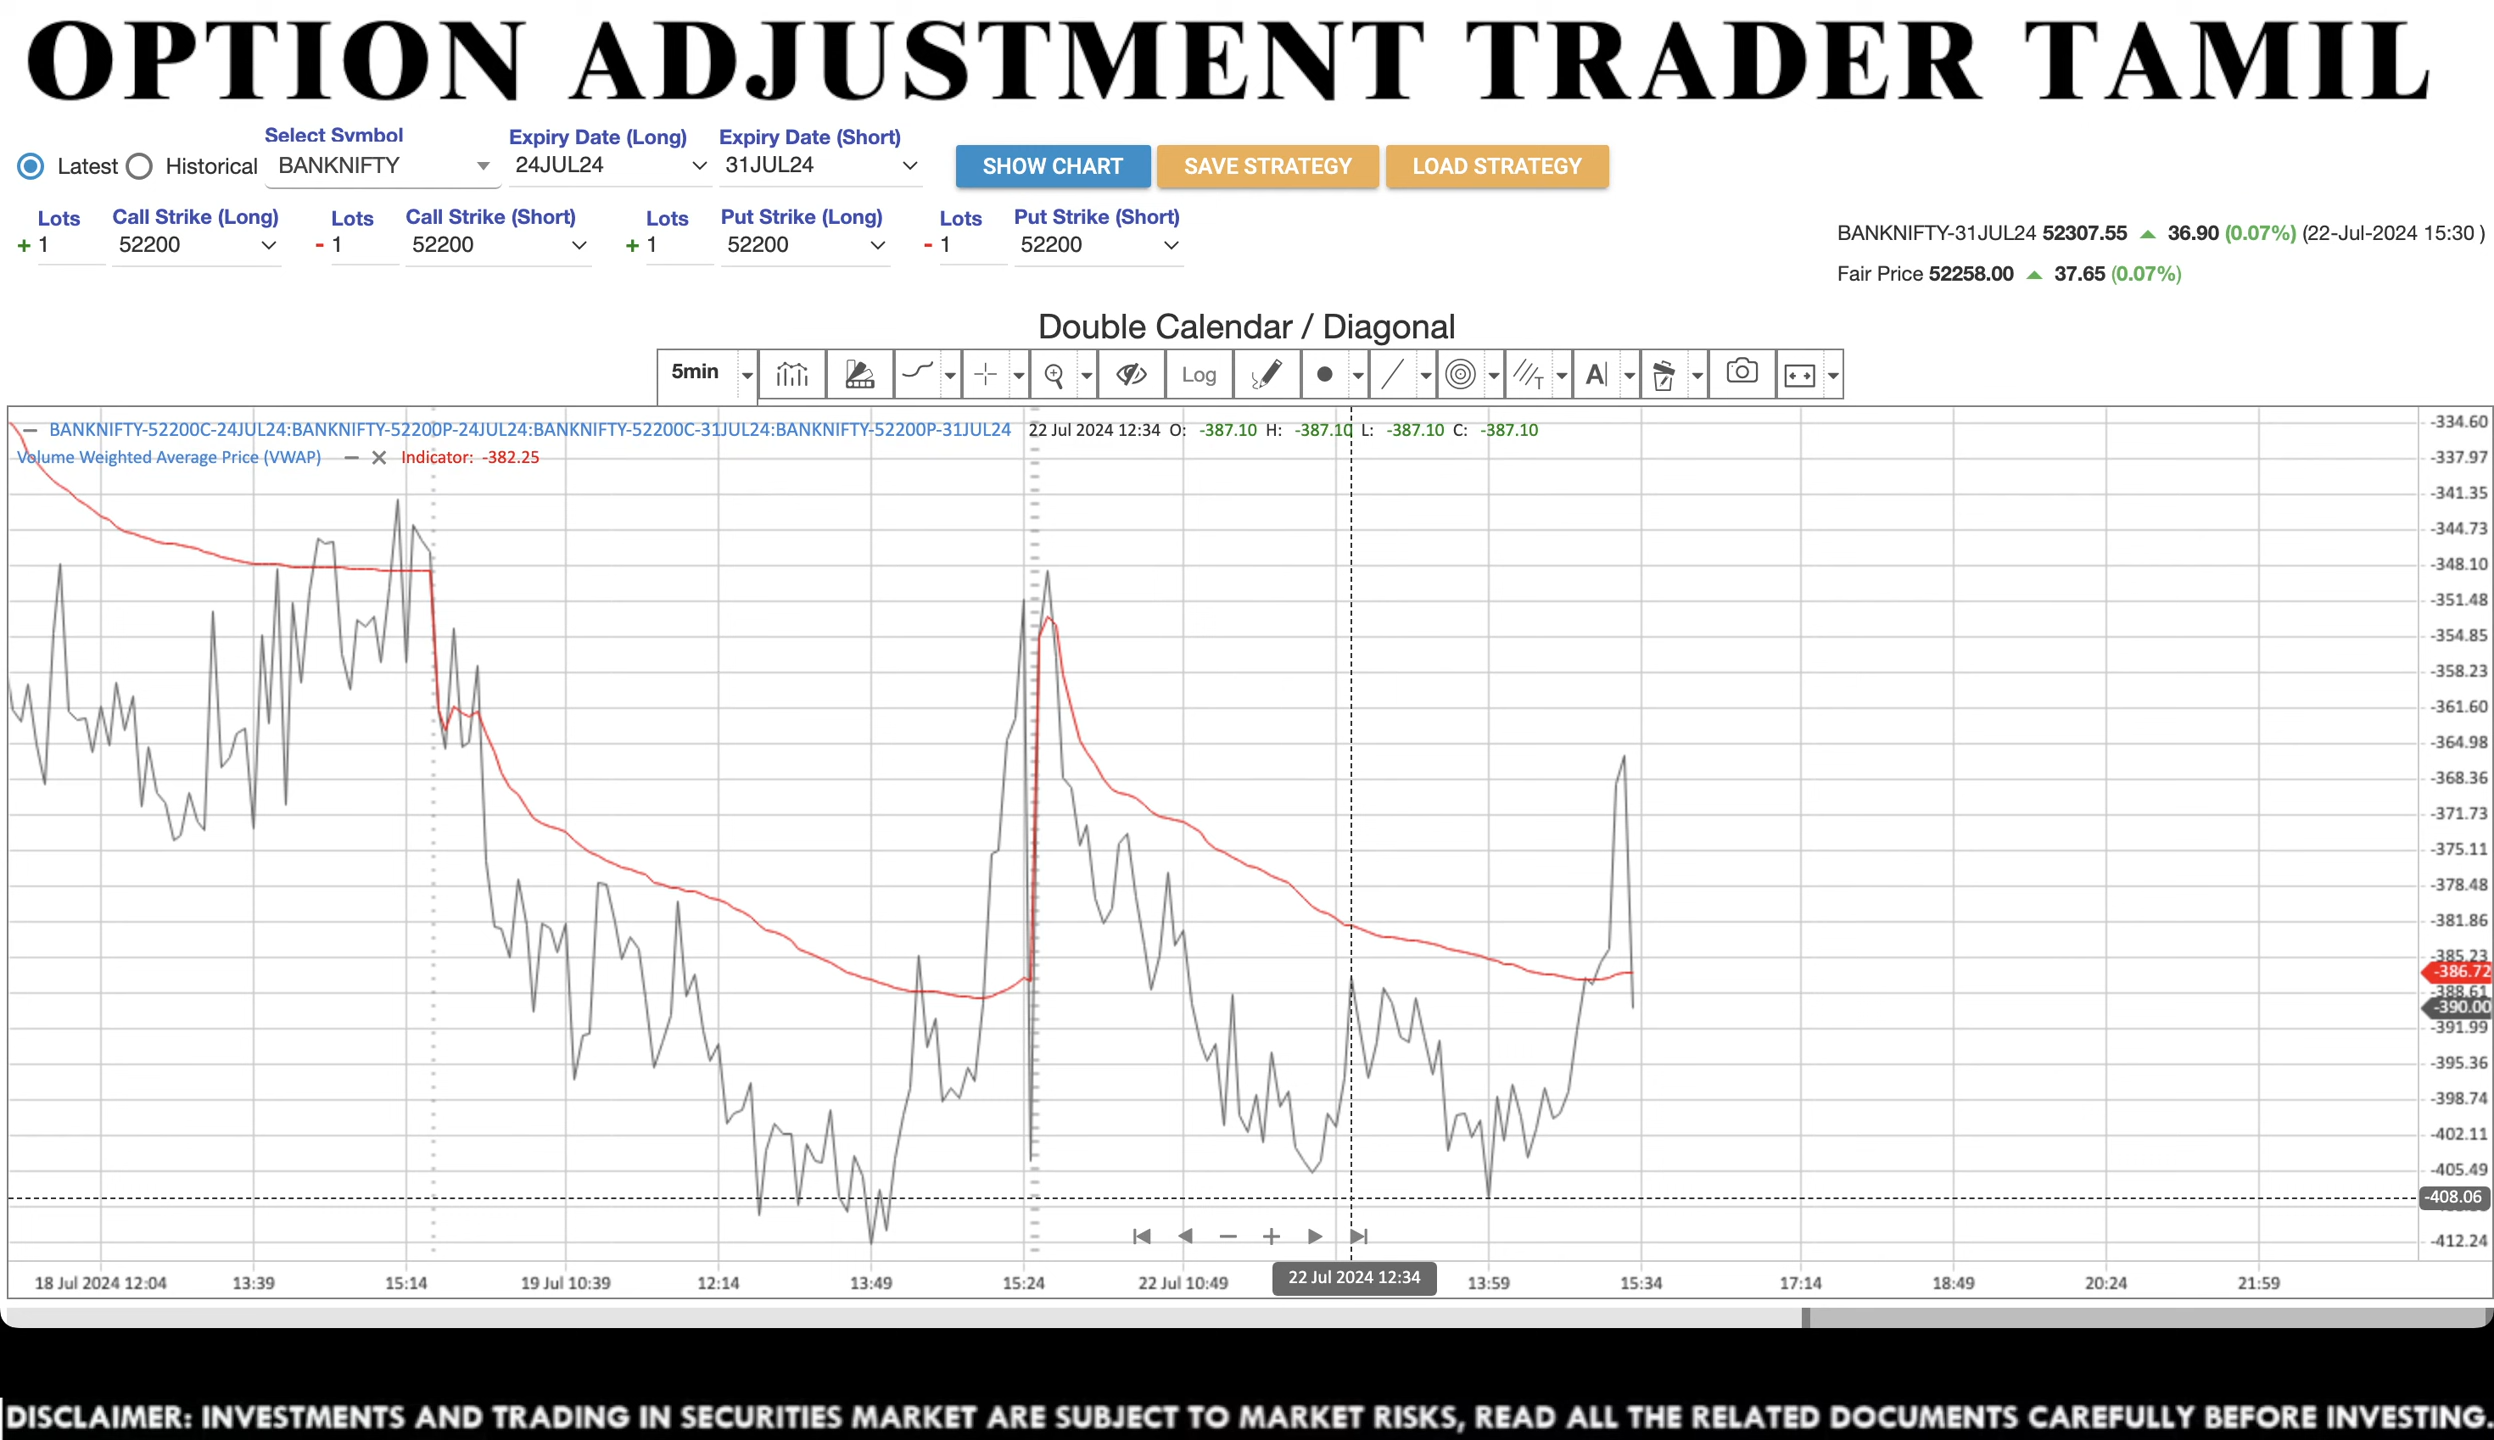 OPTION ADJUSTMENT TRADER TAMIL
Select Symbol Expiry Date (Long) Expiry Date (Short)
Latest Historical BANKNIFTY 24JUL24 31JUL24 SHOW CHART SAVE STRATEGY LOAD STRATEGY
Lots Call Strike (Long) Lots Call Strike (Short) Lots Put Strike (Long) Lots Put Strike (Short)
+ 1 52200 - 1 52200 + 1 52200 - 1 52200
BANKNIFTY-31JUL24 52307.55 ▲ 36.90 (0.07%) (22-Jul-2024 15:30 )
Fair Price 52258.00 ▲ 37.65 (0.07%)
Double Calendar / Diagonal
5min Log T A|
BANKNIFTY-52200C-24JUL24:BANKNIFTY-52200P-24JUL24:BANKNIFTY-52200C-31JUL24:BANKNIFTY-52200P-31JUL24 22 Jul 2024 12:34 O: -387.10 H: -387.10 L: -387.10 C: -387.10
Volume Weighted Average Price (VWAP) Indicator: -382.25
-334.60
-337.97
-341.35
-344.73
-348.10
-351.48
-354.85
-358.23
-361.60
-364.98
-368.36
-371.73
-375.11
-378.48
-381.86
-385.23
-386.72
-388.61
-390.00
-391.99
-395.36
-398.74
-402.11
-405.49
-408.06
-412.24
18 Jul 2024 12:04 13:39 15:14 19 Jul 10:39 12:14 13:49 15:24 22 Jul 10:49 22 Jul 2024 12:34 13:59 15:34 17:14 18:49 20:24 21:59
DISCLAIMER: INVESTMENTS AND TRADING IN SECURITIES MARKET ARE SUBJECT TO MARKET RISKS, READ ALL THE RELATED DOCUMENTS CAREFULLY BEFORE INVESTING.